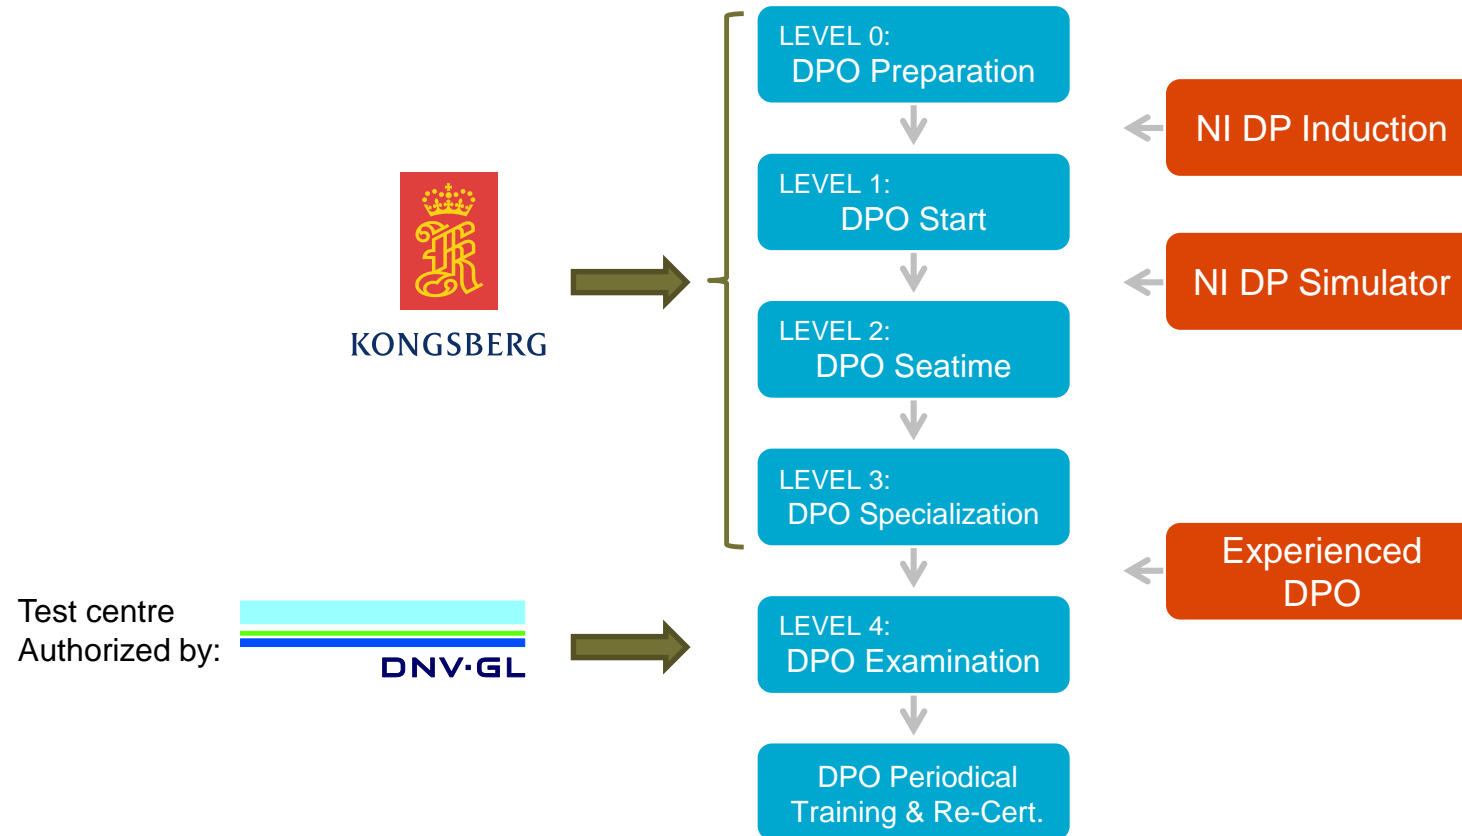 LEVEL 0:
DPO Preparation
NI DP Induction
LEVEL 1:
DPO Start
NI DP Simulator
KONGSBERG
LEVEL 2:
DPO Seatime
LEVEL 3:
DPO Specialization
Experienced
DPO
Test centre
Authorized by:
DNV·GL
LEVEL 4:
DPO Examination
DPO Periodical
Training & Re-Cert.